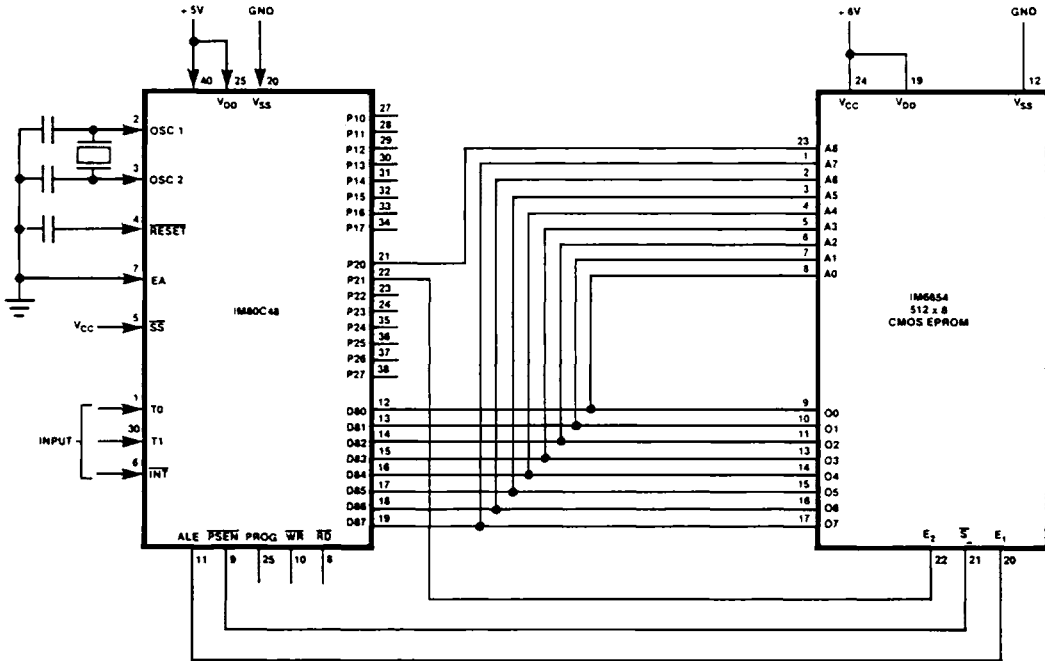 +5V
GND
40
25
20
VDD
VSS
2
OSC 1
3
OSC 2
4
RESET
7
EA
VCC
5
SS
IM80C48
INPUT
1
T0
30
T1
6
INT
P10
27
P11
28
P12
29
P13
30
P14
31
P15
32
P16
33
P17
34
P20
21
P21
22
P22
23
P23
24
P24
35
P25
36
P26
37
P27
38
DB0
12
DB1
13
DB2
14
DB3
15
DB4
16
DB5
17
DB6
18
DB7
19
ALE
PSEN
PROG
WR
RD
11
9
25
10
8
+6V
GND
24
19
12
VCC
VDD
VSS
23
A8
1
A7
2
A6
3
A5
4
A4
5
A3
6
A2
7
A1
8
A0
IM6654
512 x 8
CMOS EPROM
9
O0
10
O1
11
O2
13
O3
14
O4
15
O5
16
O6
17
O7
E2
S
E1
22
21
20